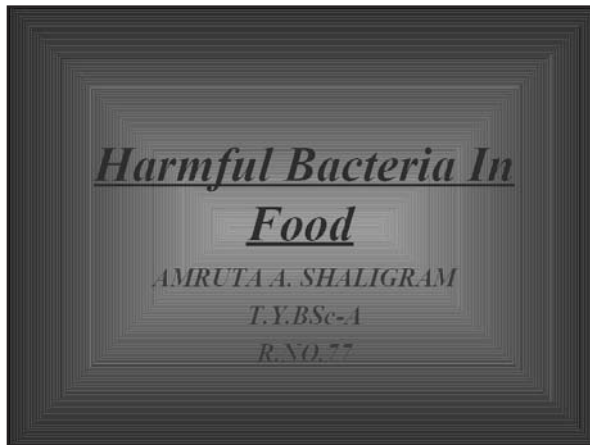 Harmful Bacteria In
Food
AMRUTA A. SHALIGRAM
T.Y.BSc-A
R.NO.77